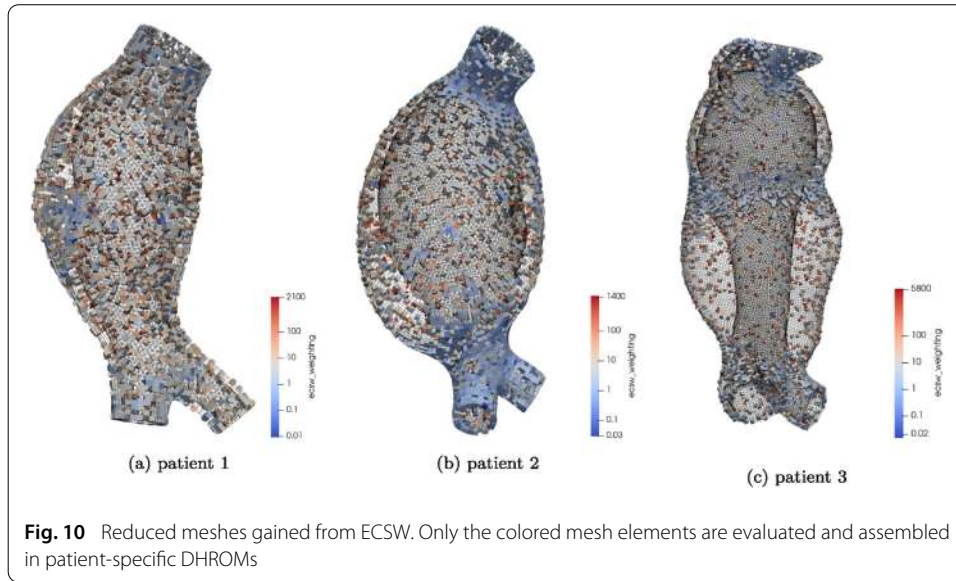 2100
100
10
1
0.1
0.01
ecsw_weighting
(a) patient 1
1400
100
10
1
0.1
0.03
ecsw_weighting
(b) patient 2
5800
100
10
1
0.1
0.02
ecsw_weighting
(c) patient 3
Fig. 10 Reduced meshes gained from ECSW. Only the colored mesh elements are evaluated and assembled
in patient-specific DHROMs